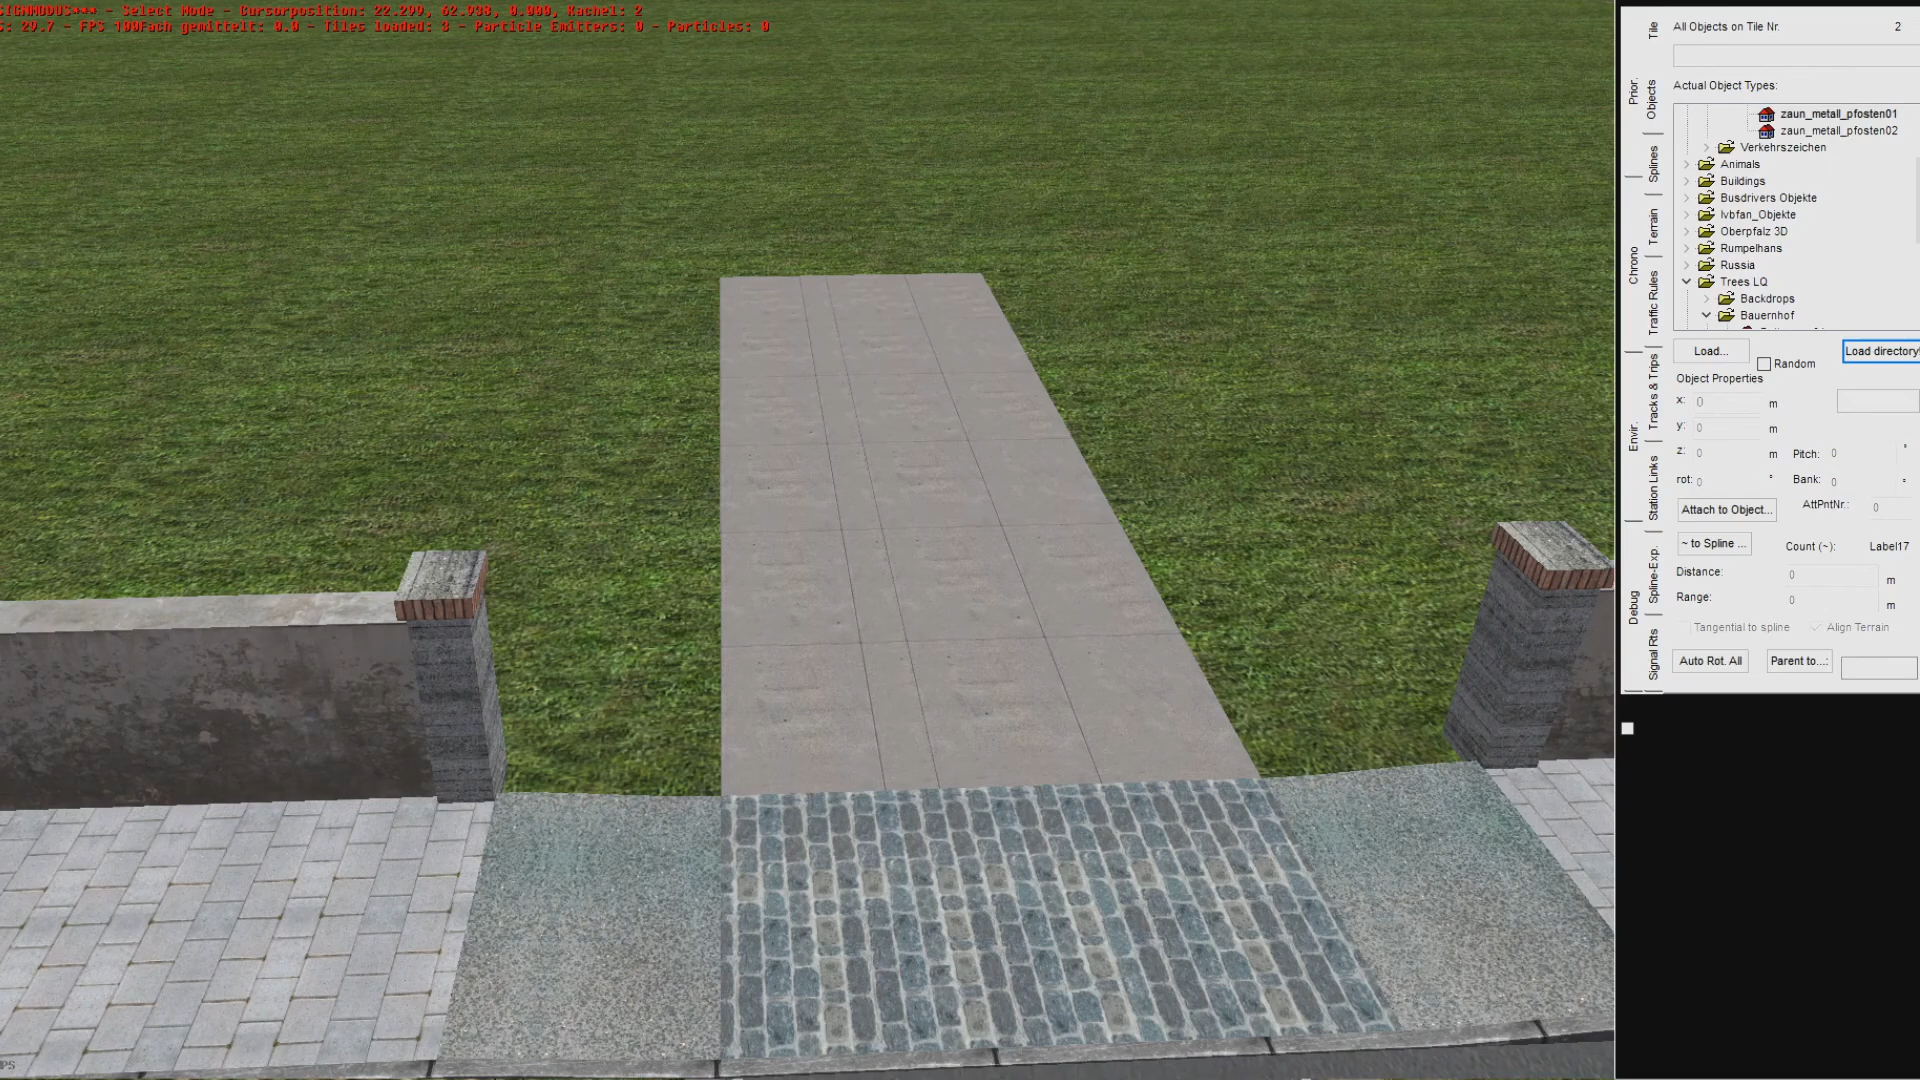 SIGNMODUS*** - Select Mode - Cursorposition: 22.299, 62.938, 0.000, Kachel: 2
S: 29.7 - FPS 100Fach gemittelt: 0.0 - Tiles loaded: 3 - Particle Emitters: 0 - Particles: 0
Tile
Objects
Splines
Terrain
Traffic Rules
Tracks & Trips
Station Links
Spline-Exp.
Signal Rts
Prior.
Chrono
Envir.
Debug
All Objects on Tile Nr. 2
Actual Object Types:
zaun_metall_pfosten01
zaun_metall_pfosten02
Verkehrszeichen
Animals
Buildings
Busdrivers Objekte
lvbfan_Objekte
Oberpfalz 3D
Rumpelhans
Russia
Trees LQ
Backdrops
Bauernhof
Load...
Random
Load directory!
Object Properties
x: 0 m
y: 0 m
z: 0 m Pitch: 0 °
rot: 0 ° Bank: 0 °
Attach to Object... AttPntNr.: 0
~ to Spline ... Count (~): Label17
Distance: 0 m
Range: 0 m
Tangential to spline Align Terrain
Auto Rot. All Parent to...:
PS